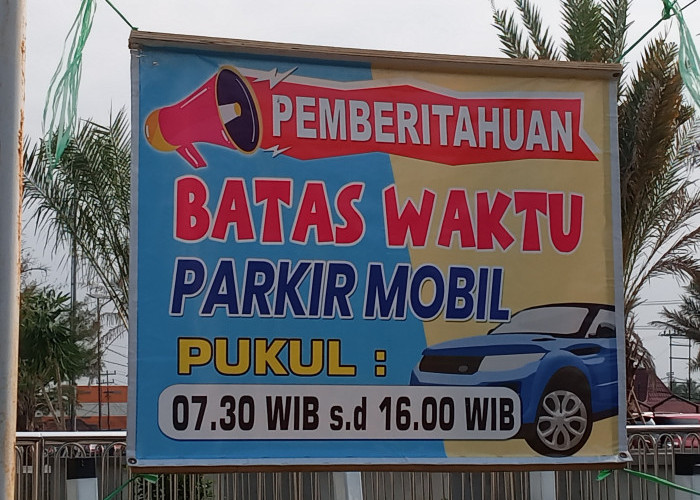 PEMBERITAHUAN
BATAS WAKTU
PARKIR MOBIL
PUKUL :
07.30 WIB s.d 16.00 WIB